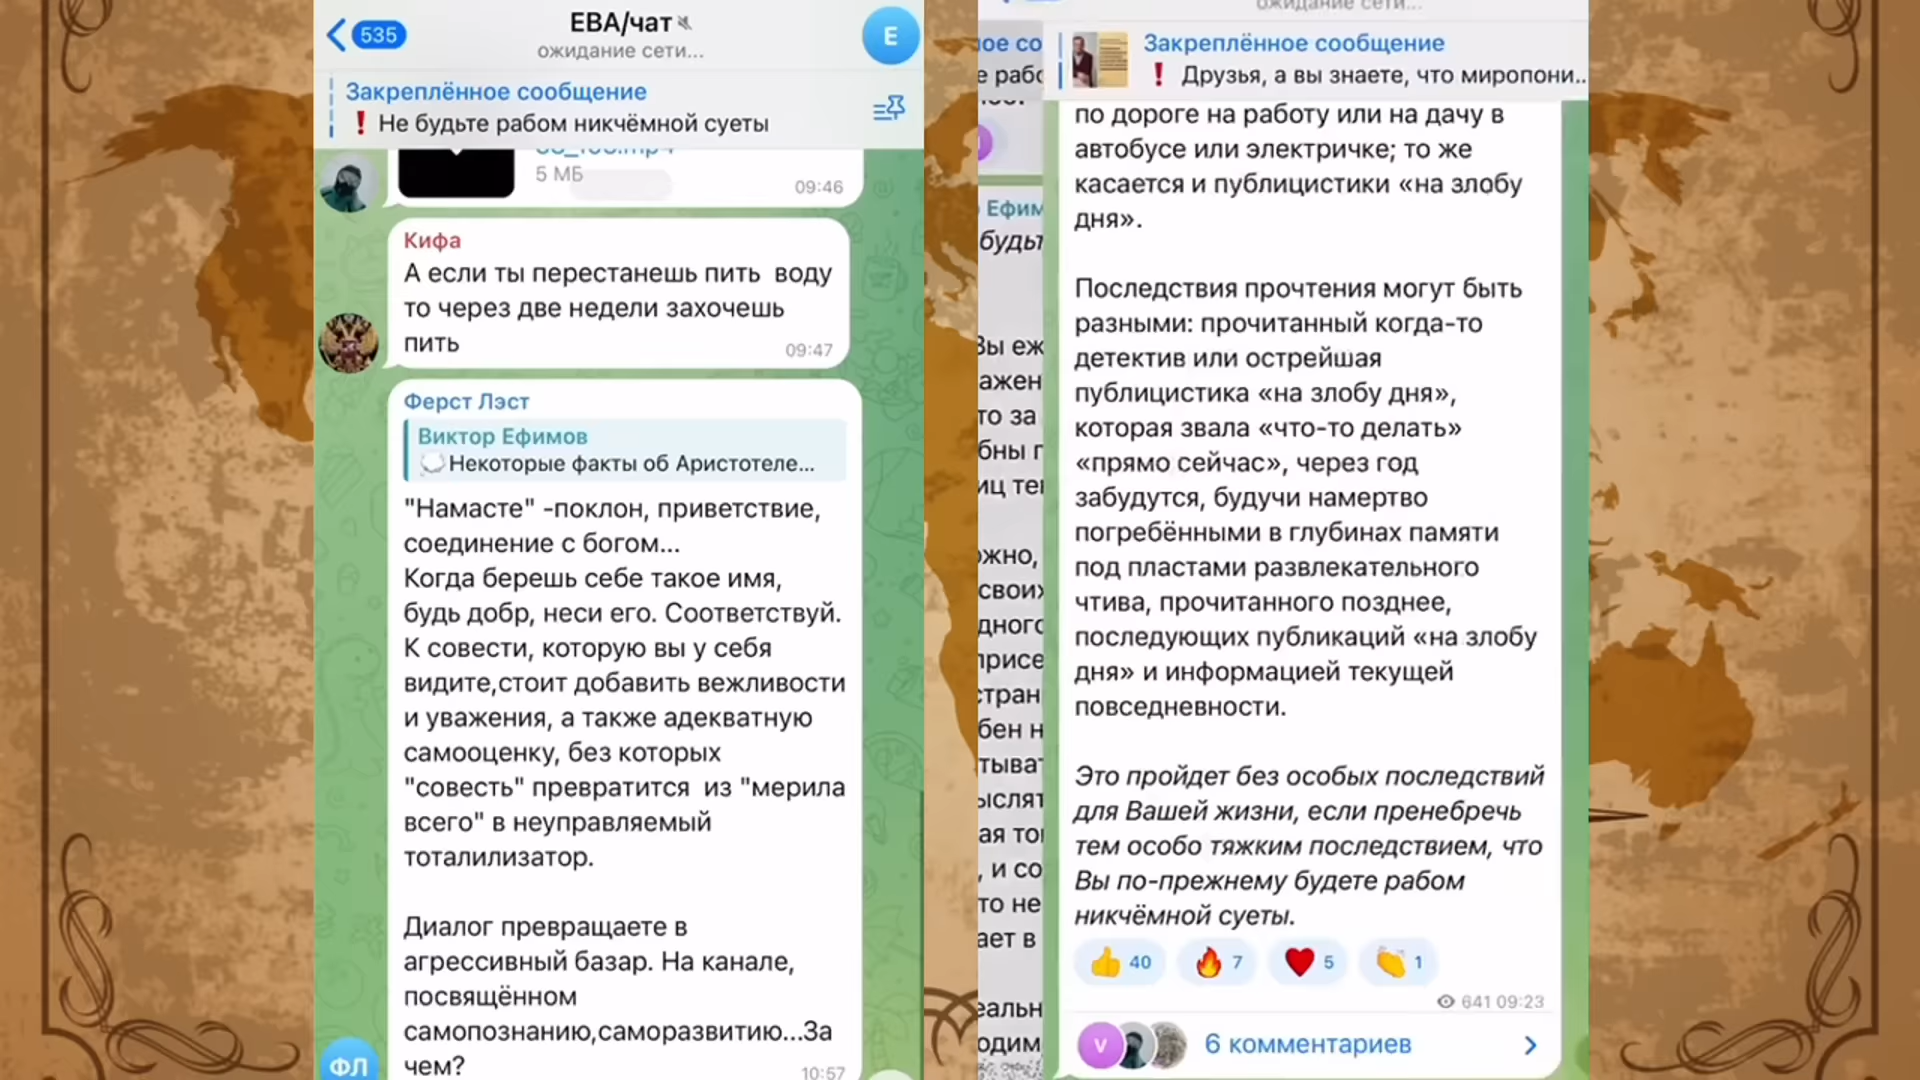 535
ЕВА/чат
ожидание сети...
Е
Закреплённое сообщение
❗ Не будьте рабом никчёмной суеты
5 МБ
09:46
Кифа
А если ты перестанешь пить воду
то через две недели захочешь
пить
09:47
Ферст Лэст
Виктор Ефимов
Некоторые факты об Аристотеле...
"Намасте" -поклон, приветствие,
соединение с богом...
Когда берешь себе такое имя,
будь добр, неси его. Соответствуй.
К совести, которую вы у себя
видите,стоит добавить вежливости
и уважения, а также адекватную
самооценку, без которых
"совесть" превратится из "мерила
всего" в неуправляемый
тоталилизатор.
Диалог превращаете в
агрессивный базар. На канале,
посвящённом
самопознанию,саморазвитию...За
чем?
10:57
ФЛ
ожидание сети...
Закреплённое сообщение
❗ Друзья, а вы знаете, что миропони...
по дороге на работу или на дачу в
автобусе или электричке; то же
касается и публицистики «на злобу
дня».
Последствия прочтения могут быть
разными: прочитанный когда-то
детектив или острейшая
публицистика «на злобу дня»,
которая звала «что-то делать»
«прямо сейчас», через год
забудутся, будучи намертво
погребёнными в глубинах памяти
под пластами развлекательного
чтива, прочитанного позднее,
последующих публикаций «на злобу
дня» и информацией текущей
повседневности.
Это пройдет без особых последствий
для Вашей жизни, если пренебречь
тем особо тяжким последствием, что
Вы по-прежнему будете рабом
никчёмной суеты.
👍 40 🔥 7 ❤️ 5 👏 1
641 09:23
V
6 комментариев